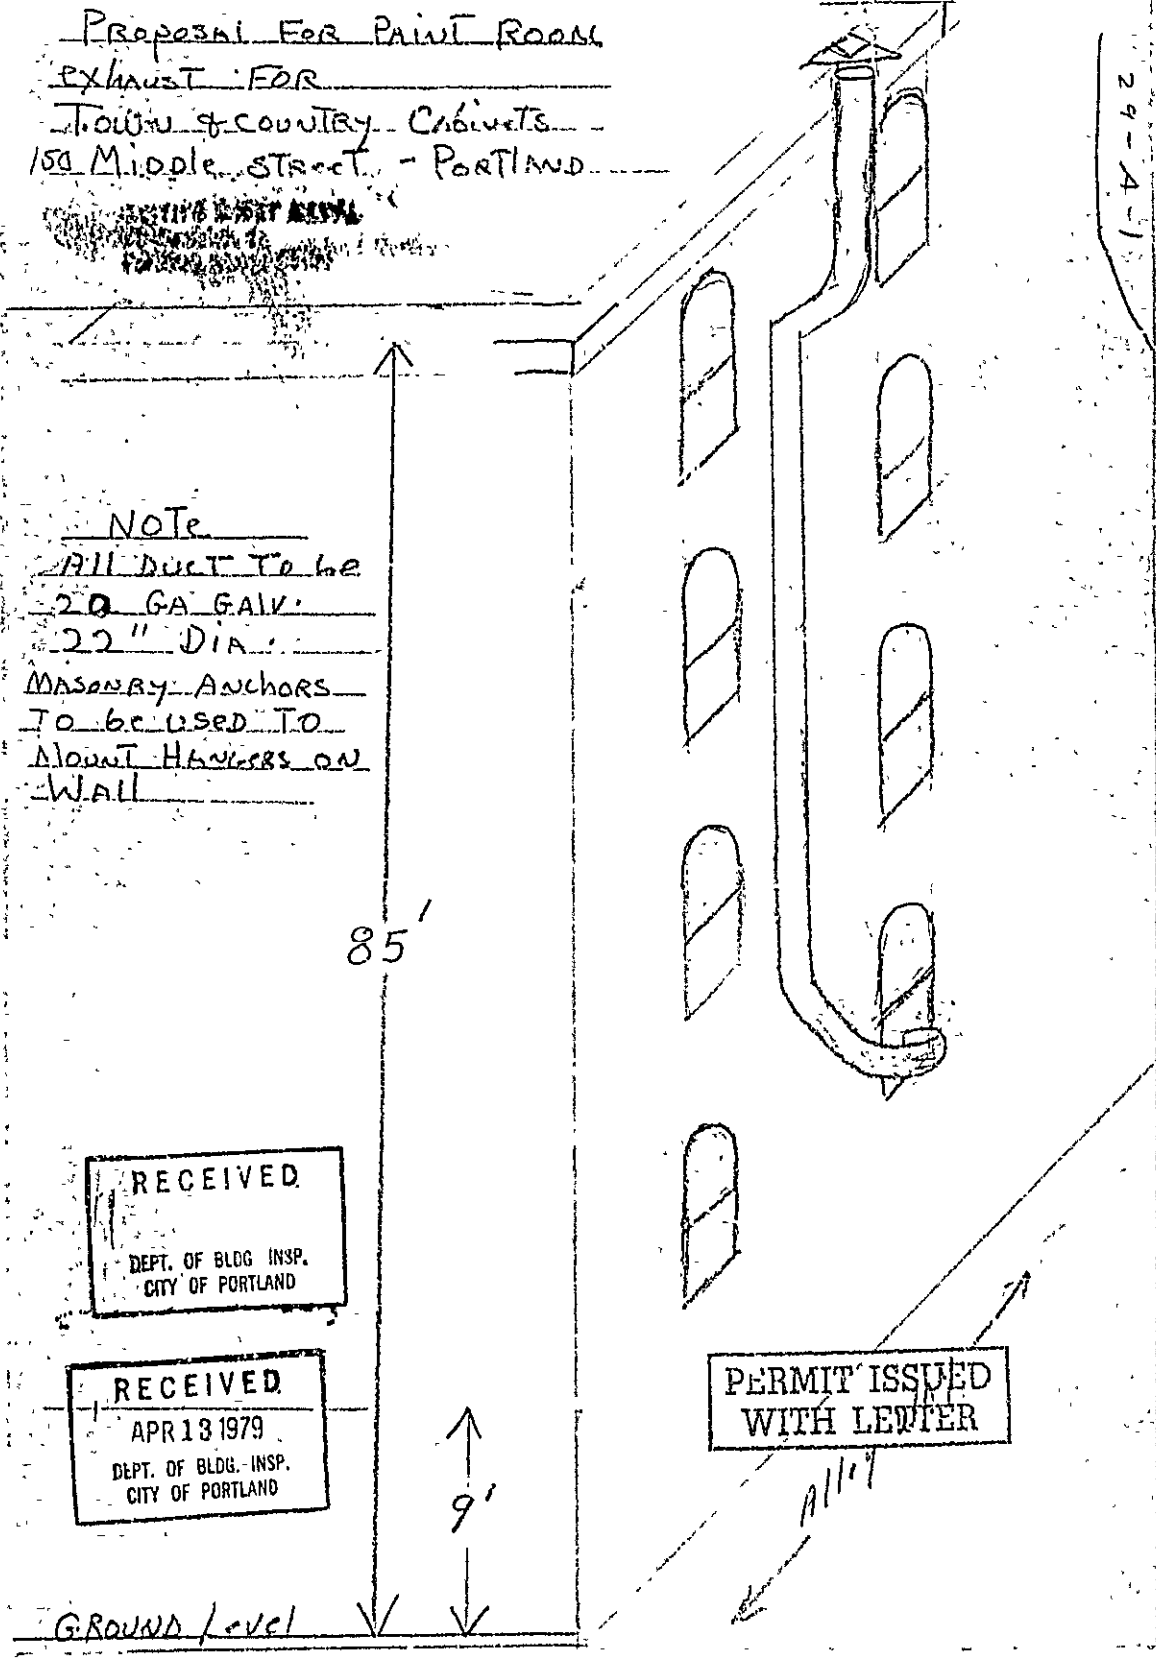 PROPOSAL FOR PAINT ROOM
EXHAUST FOR
TOWN & COUNTRY CABINETS
150 MIDDLE STREET - PORTLAND
29-A-1
NOTE
All DUCT To be
20 GA GALV.
22" DIA.
MASONRY ANCHORS
TO be USED TO
MOUNT HANGERS ON
WALL
85'
RECEIVED
DEPT. OF BLDG INSP.
CITY OF PORTLAND
RECEIVED
APR 13 1979
DEPT. OF BLDG. INSP.
CITY OF PORTLAND
PERMIT ISSUED
WITH LETTER
9'
Alley
GROUND level